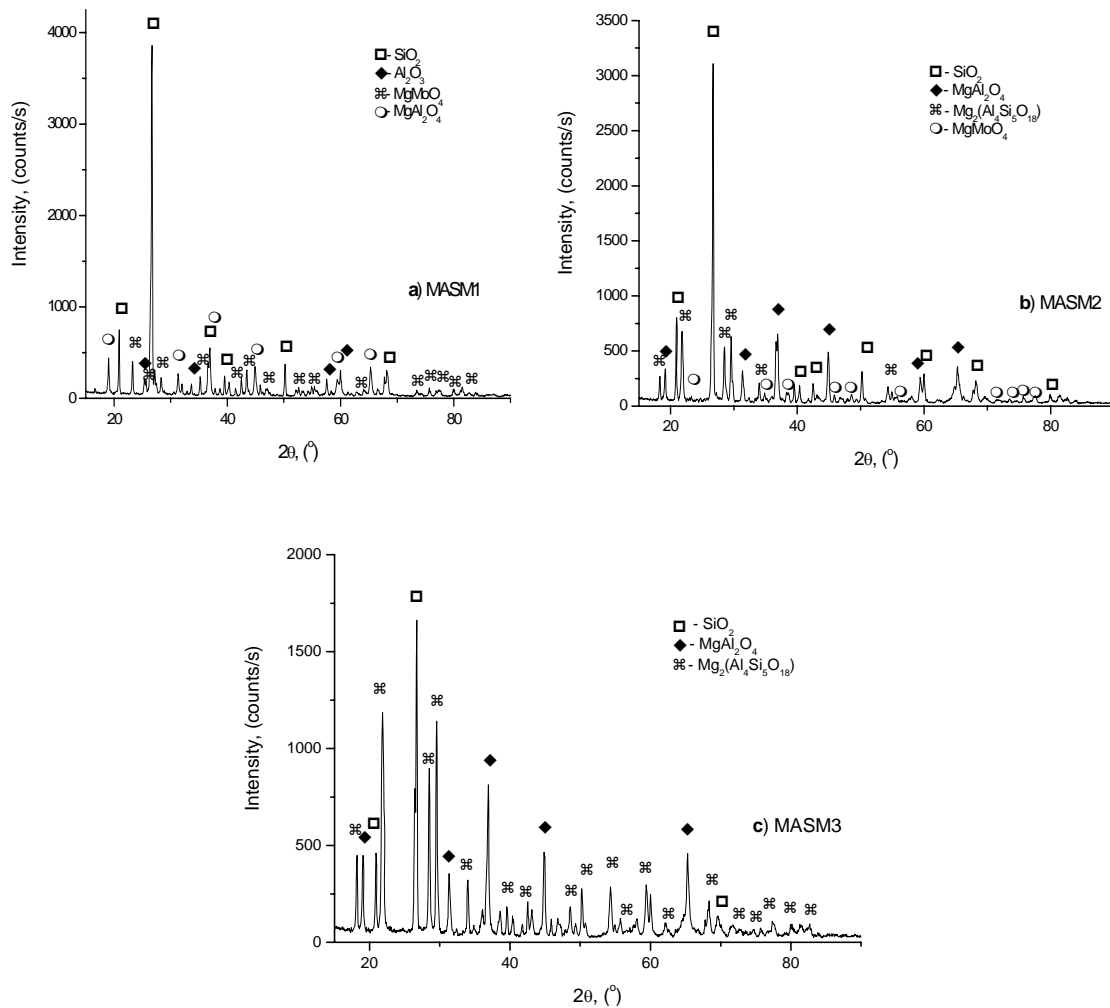 4000
3000
2000
1000
0
20 40 60 80
Intensity, (counts/s)
2θ, (°)
- SiO₂
- Al₂O₃
- MgMoO₄
- MgAl₂O₄
a) MASM1
3500
3000
2500
2000
1500
1000
500
0
20 40 60 80
Intensity, (counts/s)
2θ, (°)
- SiO₂
- MgAl₂O₄
- Mg₂(Al₄Si₅O₁₈)
- MgMoO₄
b) MASM2
2000
1500
1000
500
0
20 40 60 80
Intensity, (counts/s)
2θ, (°)
- SiO₂
- MgAl₂O₄
- Mg₂(Al₄Si₅O₁₈)
c) MASM3